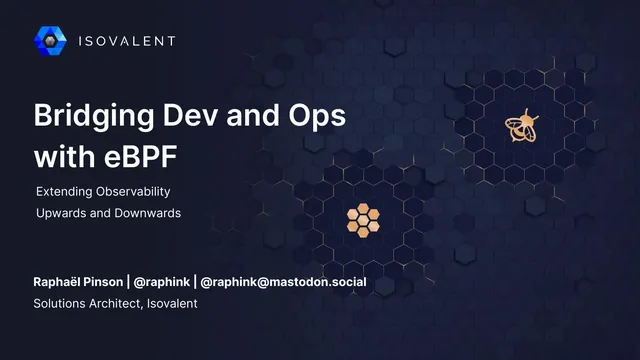 ISOVALENT
Bridging Dev and Ops
with eBPF
Extending Observability
Upwards and Downwards
Raphaël Pinson | @raphink | @raphink@mastodon.social
Solutions Architect, Isovalent